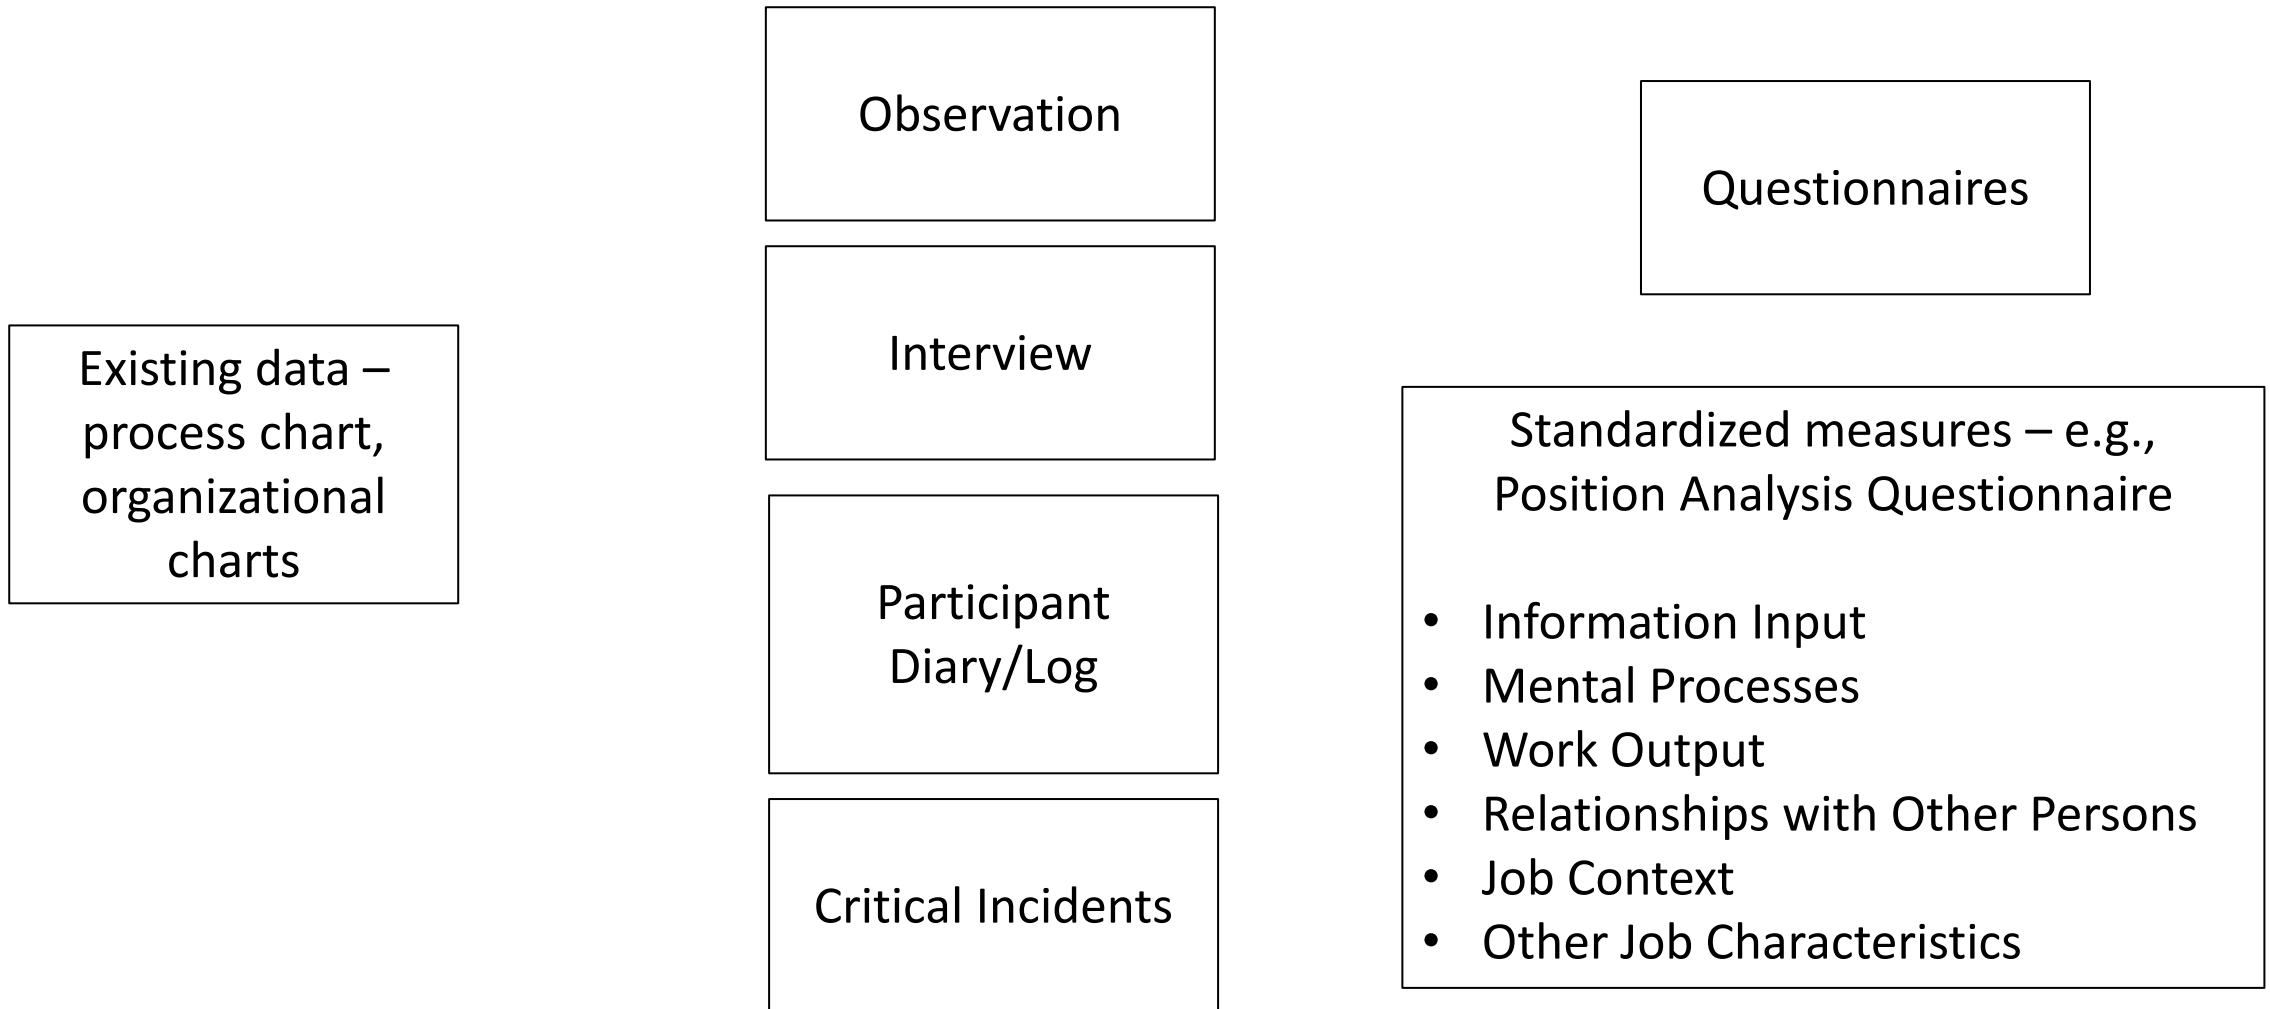 Existing data –
process chart,
organizational
charts
Observation
Interview
Participant
Diary/Log
Critical Incidents
Questionnaires
Standardized measures – e.g.,
Position Analysis Questionnaire
• Information Input
• Mental Processes
• Work Output
• Relationships with Other Persons
• Job Context
• Other Job Characteristics